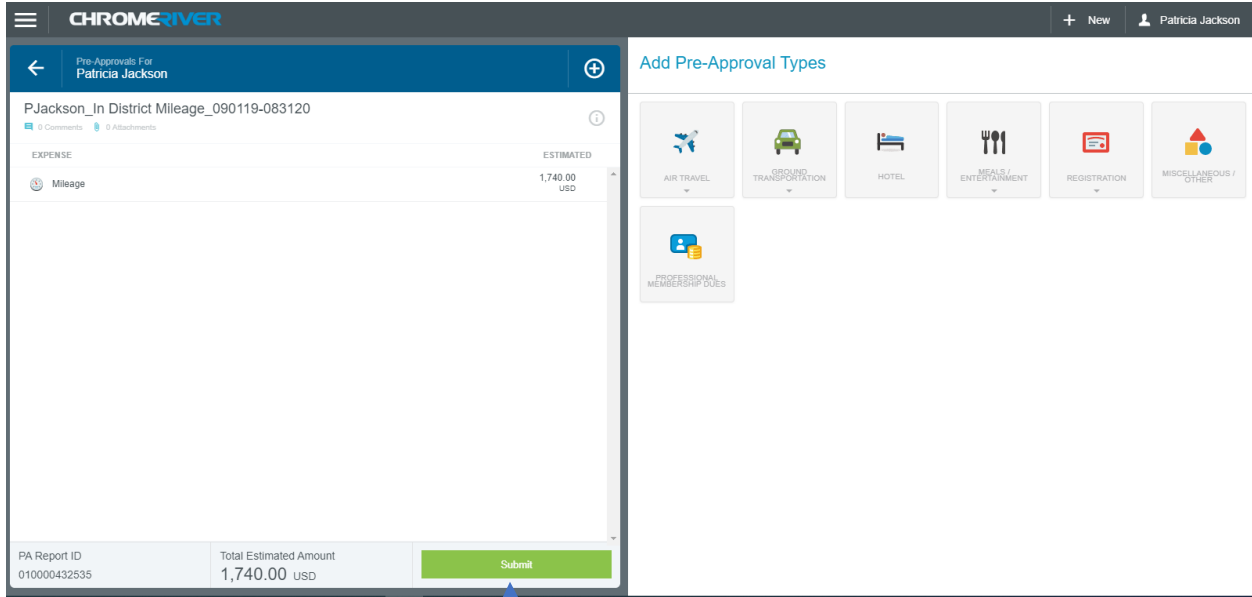 CHROMERIVER
New
Patricia Jackson
Pre-Approvals For
Patricia Jackson
PJackson_In District Mileage_090119-083120
0 Comments 0 Attachments
EXPENSE ESTIMATED
Mileage 1,740.00
USD
PA Report ID
010000432535
Total Estimated Amount
1,740.00 USD
Submit
Add Pre-Approval Types
AIR TRAVEL
GROUND
TRANSPORTATION
HOTEL
MEALS /
ENTERTAINMENT
REGISTRATION
MISCELLANEOUS /
OTHER
PROFESSIONAL
MEMBERSHIP DUES